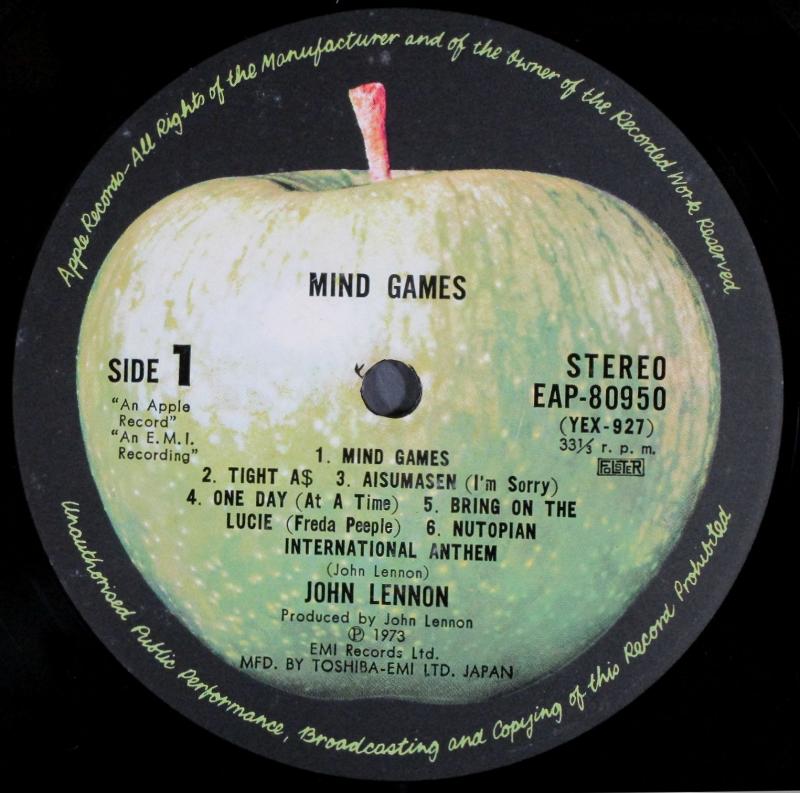 Apple Records-All Rights of the Manufacturer and of the Owner of the Recorded Work Reserved
MIND GAMES
SIDE 1
"An Apple
Record"
"An E.M.I.
Recording"
STEREO
EAP-80950
(YEX-927)
33⅓ r. p. m.
1. MIND GAMES
2. TIGHT A$ 3. AISUMASEN (I'm Sorry)
4. ONE DAY (At A Time) 5. BRING ON THE
LUCIE (Freda Peeple) 6. NUTOPIAN
INTERNATIONAL ANTHEM
(John Lennon)
JOHN LENNON
Produced by John Lennon
℗ 1973
EMI Records Ltd.
MFD. BY TOSHIBA-EMI LTD. JAPAN
Unauthorised Public Performance, Broadcasting and Copying of this Record Prohibited